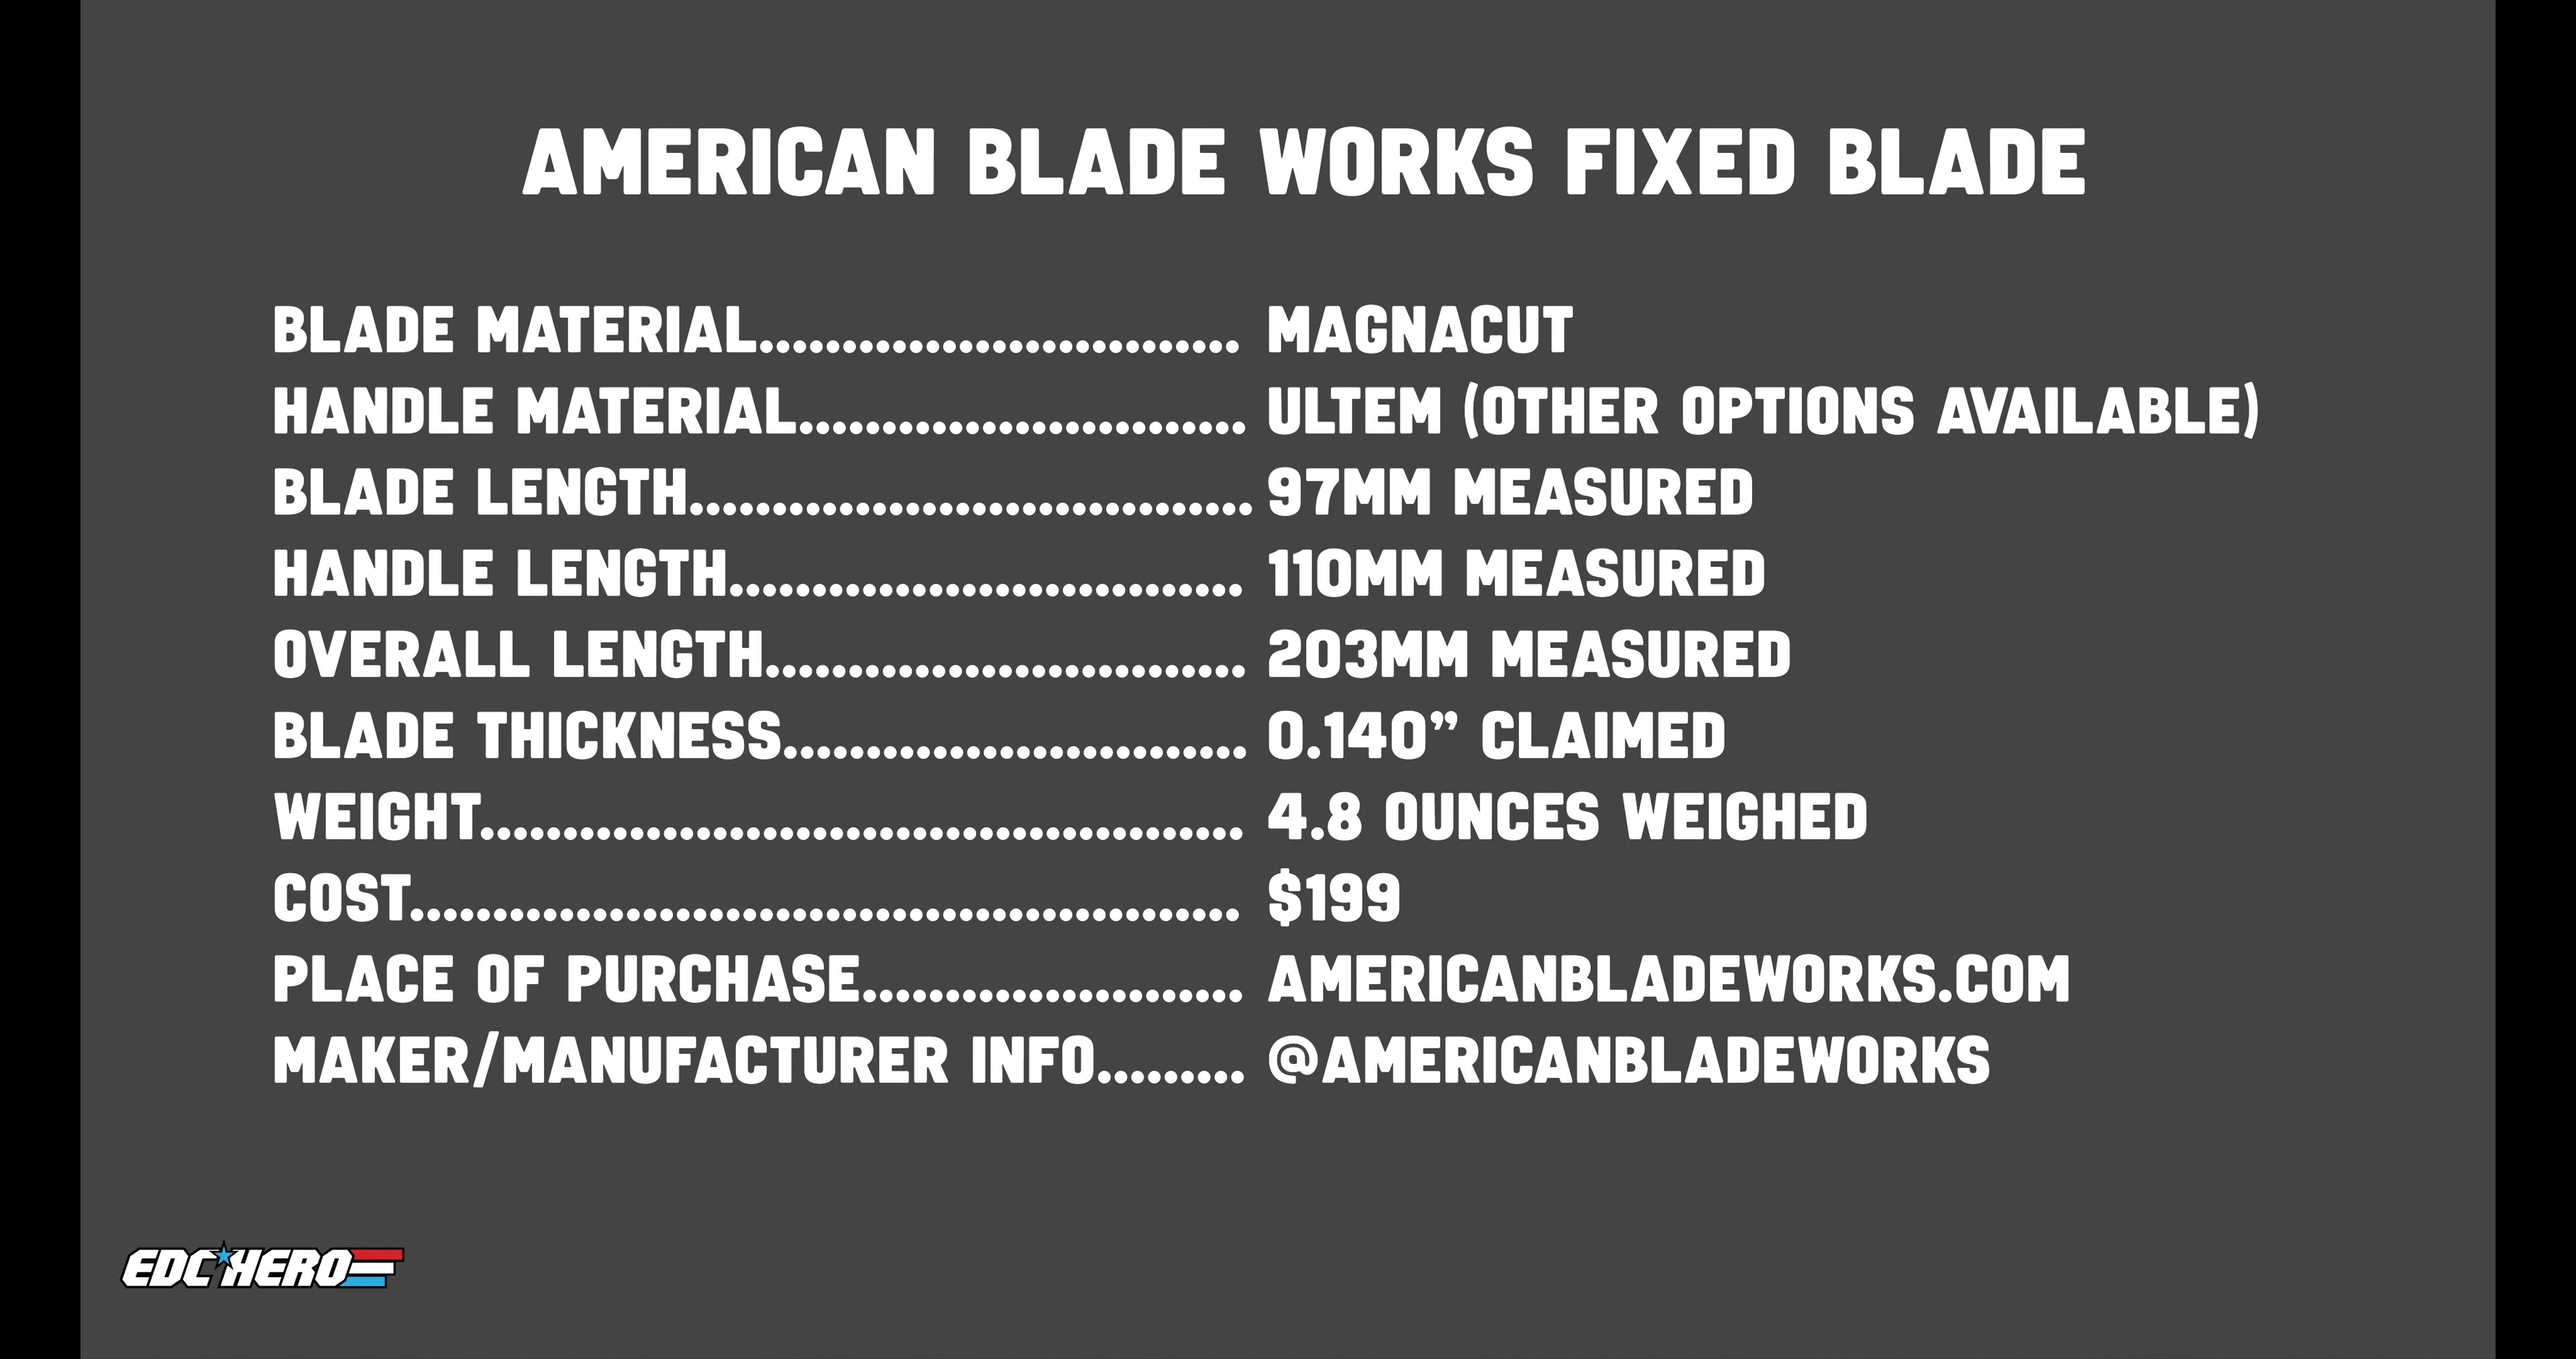 AMERICAN BLADE WORKS FIXED BLADE
BLADE MATERIAL............................. MAGNACUT
HANDLE MATERIAL........................... ULTEM (OTHER OPTIONS AVAILABLE)
BLADE LENGTH.................................. 97MM MEASURED
HANDLE LENGTH............................... 110MM MEASURED
OVERALL LENGTH............................. 203MM MEASURED
BLADE THICKNESS............................ 0.140” CLAIMED
WEIGHT.............................................. 4.8 OUNCES WEIGHED
COST.................................................. $199
PLACE OF PURCHASE....................... AMERICANBLADEWORKS.COM
MAKER/MANUFACTURER INFO......... @AMERICANBLADEWORKS
EDC HERO